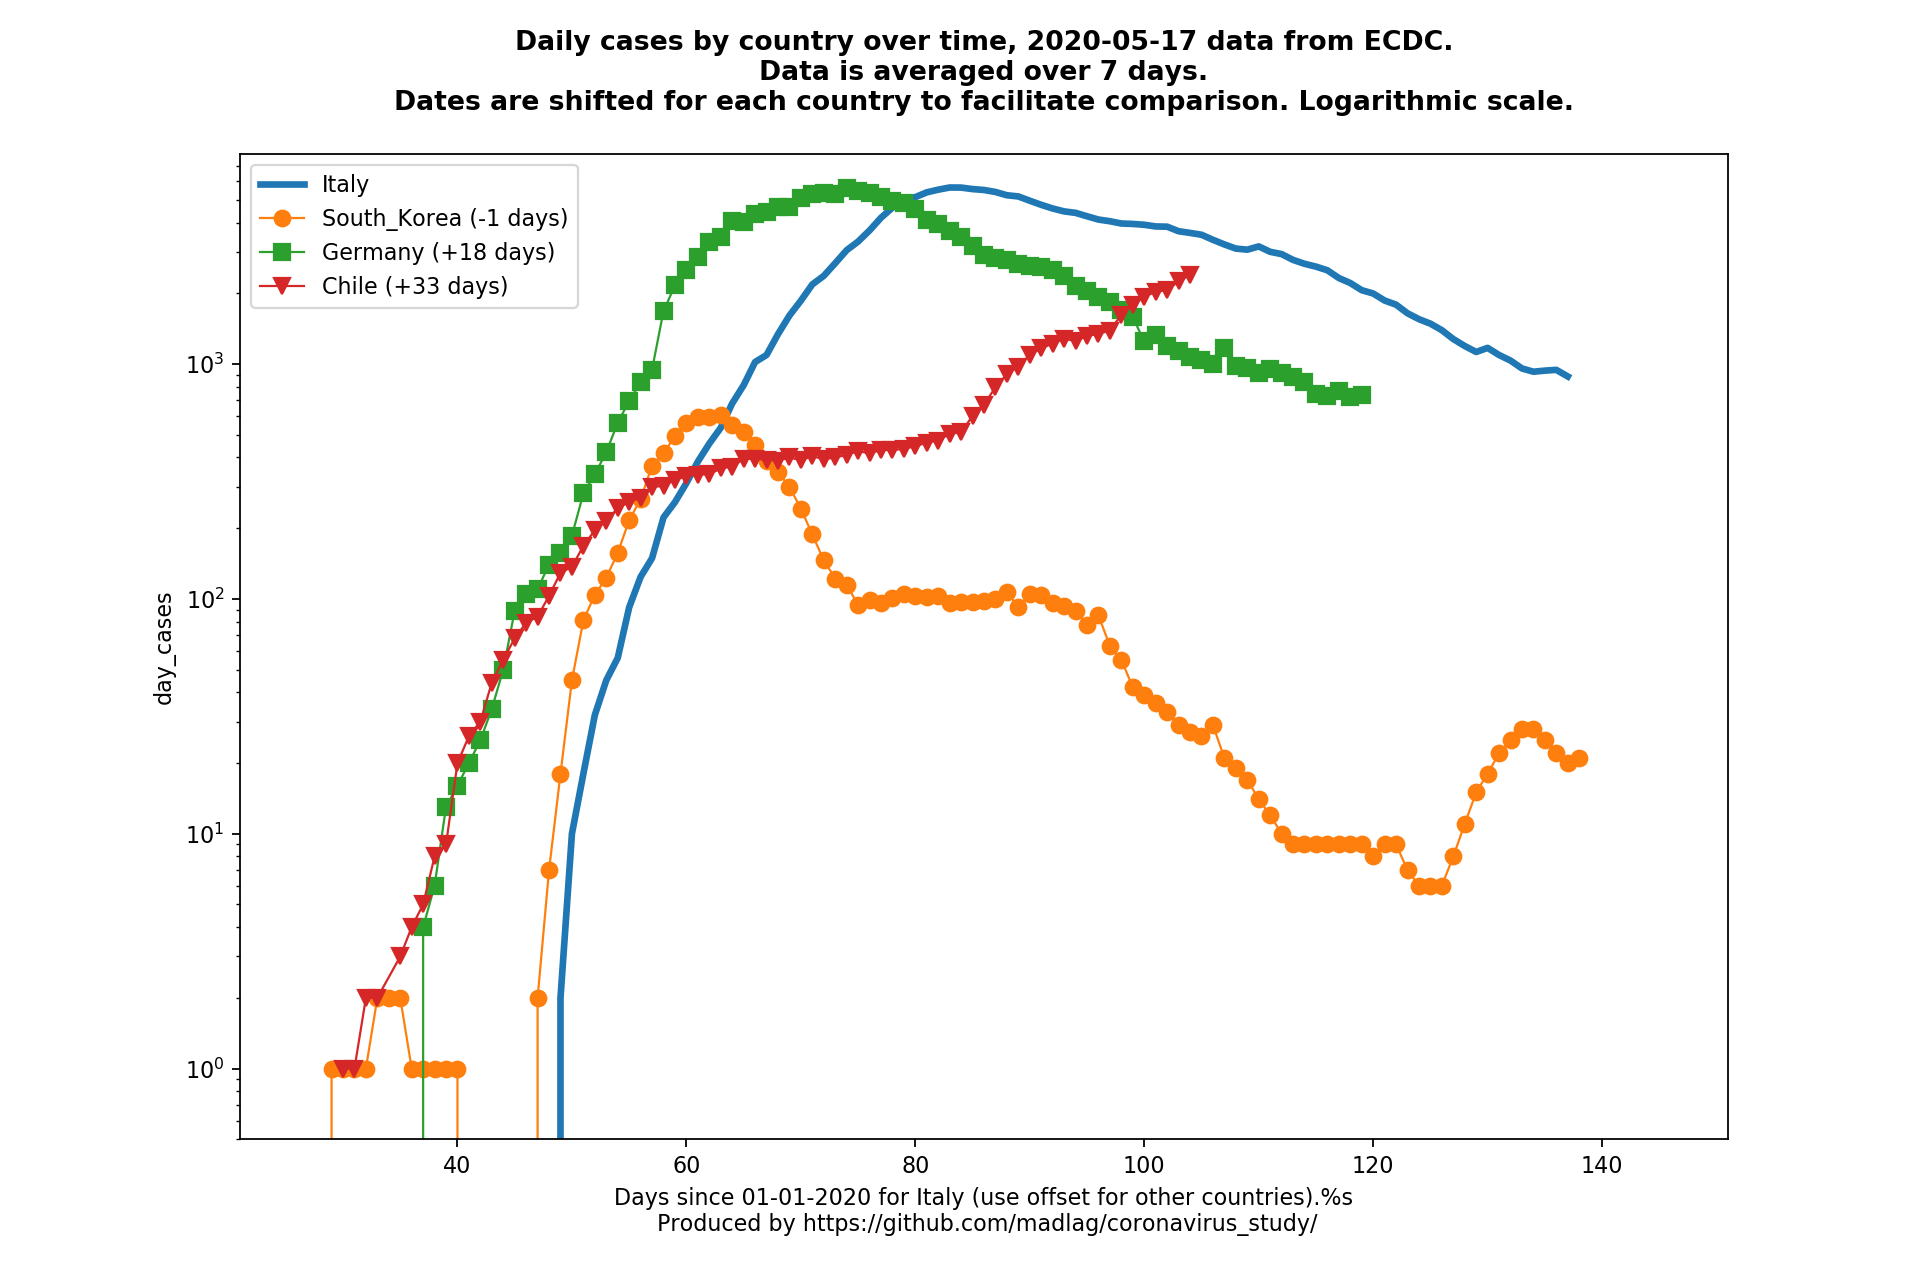 Daily cases by country over time, 2020-05-17 data from ECDC.
Data is averaged over 7 days.
Dates are shifted for each country to facilitate comparison. Logarithmic scale.
Italy
South_Korea (-1 days)
Germany (+18 days)
Chile (+33 days)
10³
10²
10¹
10⁰
day_cases
40 60 80 100 120 140
Days since 01-01-2020 for Italy (use offset for other countries).%s
Produced by https://github.com/madlag/coronavirus_study/